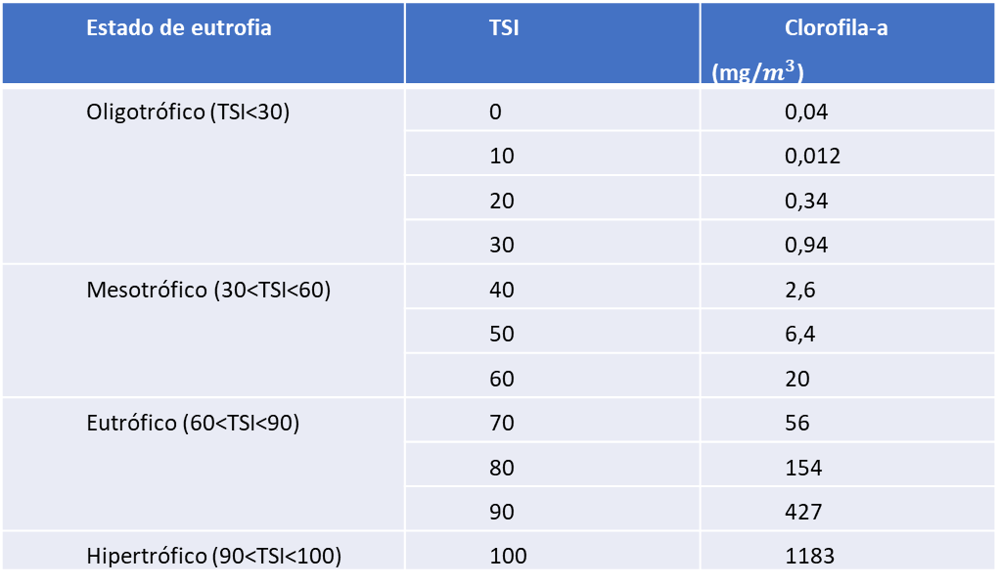 Estado de eutrofia TSI Clorofila-a
(mg/m³)
Oligotrófico (TSI<30) 0 0,04
10 0,012
20 0,34
30 0,94
Mesotrófico (30<TSI<60) 40 2,6
50 6,4
60 20
Eutrófico (60<TSI<90) 70 56
80 154
90 427
Hipertrófico (90<TSI<100) 100 1183